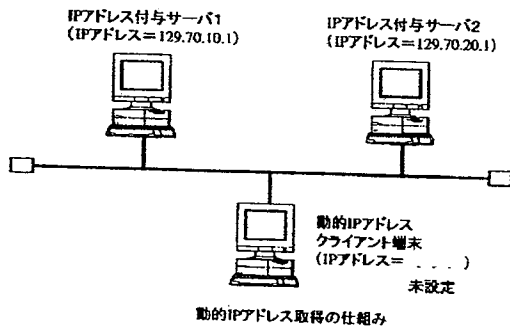 IPアドレス付与サーバ1
(IPアドレス=129.70.10.1)
IPアドレス付与サーバ2
(IPアドレス=129.70.20.1)
動的IPアドレス
クライアント端末
(IPアドレス= . . . )
未設定
動的IPアドレス取得の仕組み